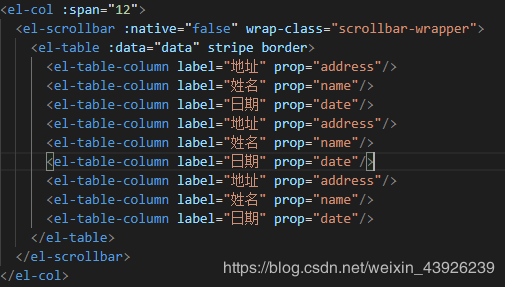 <el-col :span="12">
<el-scrollbar :native="false" wrap-class="scrollbar-wrapper">
<el-table :data="data" stripe border>
<el-table-column label="地址" prop="address"/>
<el-table-column label="姓名" prop="name"/>
<el-table-column label="日期" prop="date"/>
<el-table-column label="地址" prop="address"/>
<el-table-column label="姓名" prop="name"/>
<el-table-column label="日期" prop="date"/>
<el-table-column label="地址" prop="address"/>
<el-table-column label="姓名" prop="name"/>
<el-table-column label="日期" prop="date"/>
</el-table>
</el-scrollbar>
</el-col>
https://blog.csdn.net/weixin_43926239